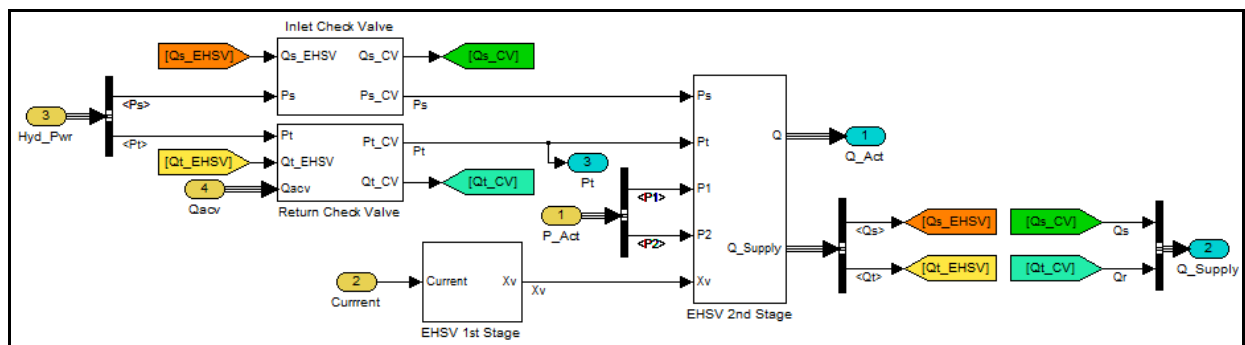 Inlet Check Valve
[Qs_EHSV]
Qs_EHSV
Qs_CV
[Qs_CV]
Ps
Ps_CV
Ps
<Ps>
3
Hyd_Pwr
<Pt>
Pt
Pt_CV
Pt
[Qt_EHSV]
Qt_EHSV
4
Qacv
Qacv
Qt_CV
[Qt_CV]
Return Check Valve
3
Pt
1
P_Act
<P1>
<P2>
2
Currrent
Current
Xv
Xv
EHSV 1st Stage
Ps
Pt
P1
P2
Xv
Q
Q_Supply
EHSV 2nd Stage
1
Q_Act
<Qs>
[Qs_EHSV]
<Qt>
[Qt_EHSV]
[Qs_CV]
Qs
[Qt_CV]
Qr
2
Q_Supply